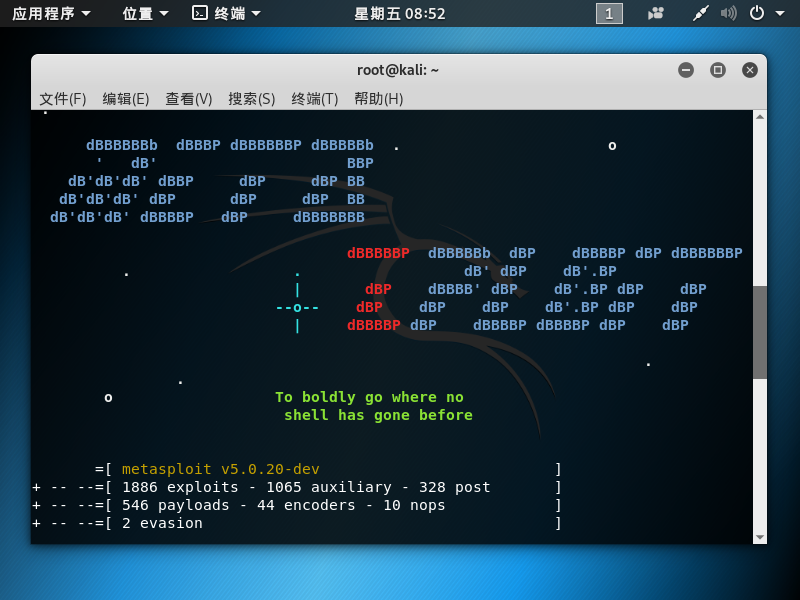 应用程序 位置 终端 星期五 08:52 1
root@kali: ~
文件(F) 编辑(E) 查看(V) 搜索(S) 终端(T) 帮助(H)
.
dBBBBBBb  dBBBP dBBBBBBP dBBBBBb  .                       o
 '   dB'                     BBP
dB'dB'dB' dBBP     dBP     dBP BB
dB'dB'dB' dBP      dBP     dBP  BB
dB'dB'dB' dBBBBP   dBP     dBBBBBBB
dBBBBBP  dBBBBBb  dBP    dBBBBP dBP dBBBBBBP
.                  .                  dB' dBP    dB'.BP
|       dBP    dBBBB' dBP    dB'.BP dBP    dBP
--o--    dBP    dBP    dBP    dB'.BP dBP    dBP
|     dBBBBP dBP    dBBBBP dBBBBP dBP    dBP
.
.
o                  To boldly go where no
shell has gone before
=[ metasploit v5.0.20-dev                          ]
+ -- --=[ 1886 exploits - 1065 auxiliary - 328 post       ]
+ -- --=[ 546 payloads - 44 encoders - 10 nops            ]
+ -- --=[ 2 evasion                                       ]